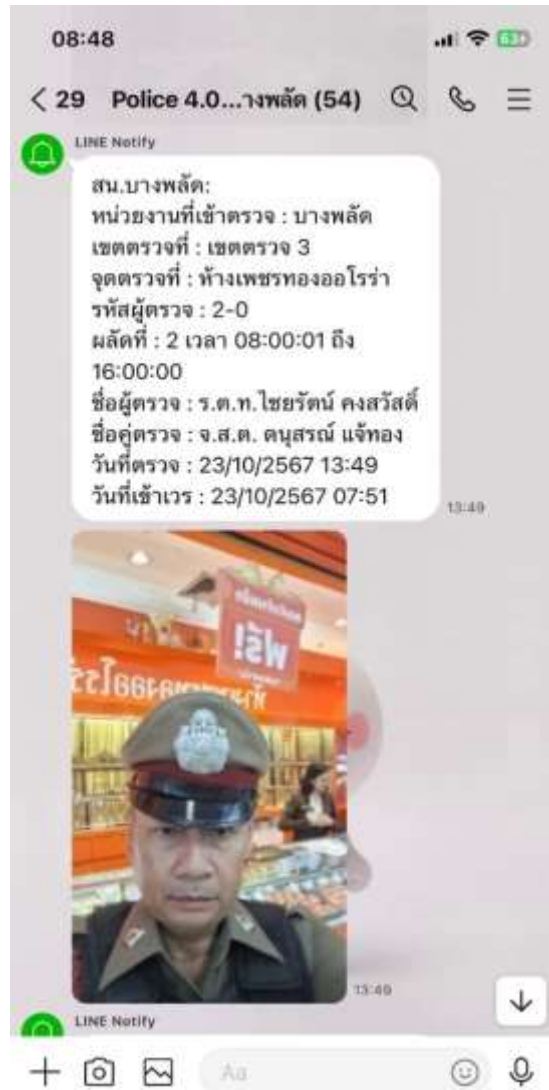 08:48
63
29 Police 4.0...างพลัด (54)
LINE Notify
สน.บางพลัด:
หน่วยงานที่เข้าตรวจ : บางพลัด
เขตตรวจที่ : เขตตรวจ 3
จุดตรวจที่ : ห้างเพชรทองออโรร่า
รหัสผู้ตรวจ : 2-0
ผลัดที่ : 2 เวลา 08:00:01 ถึง
16:00:00
ชื่อผู้ตรวจ : ร.ต.ท.ไชยรัตน์ คงสวัสดิ์
ชื่อคู่ตรวจ : จ.ส.ต. ดนุสรณ์ แจ้ทอง
วันที่ตรวจ : 23/10/2567 13:49
วันที่เข้าเวร : 23/10/2567 07:51
13:49
ฟรี!
13:49
LINE Notify
Aa